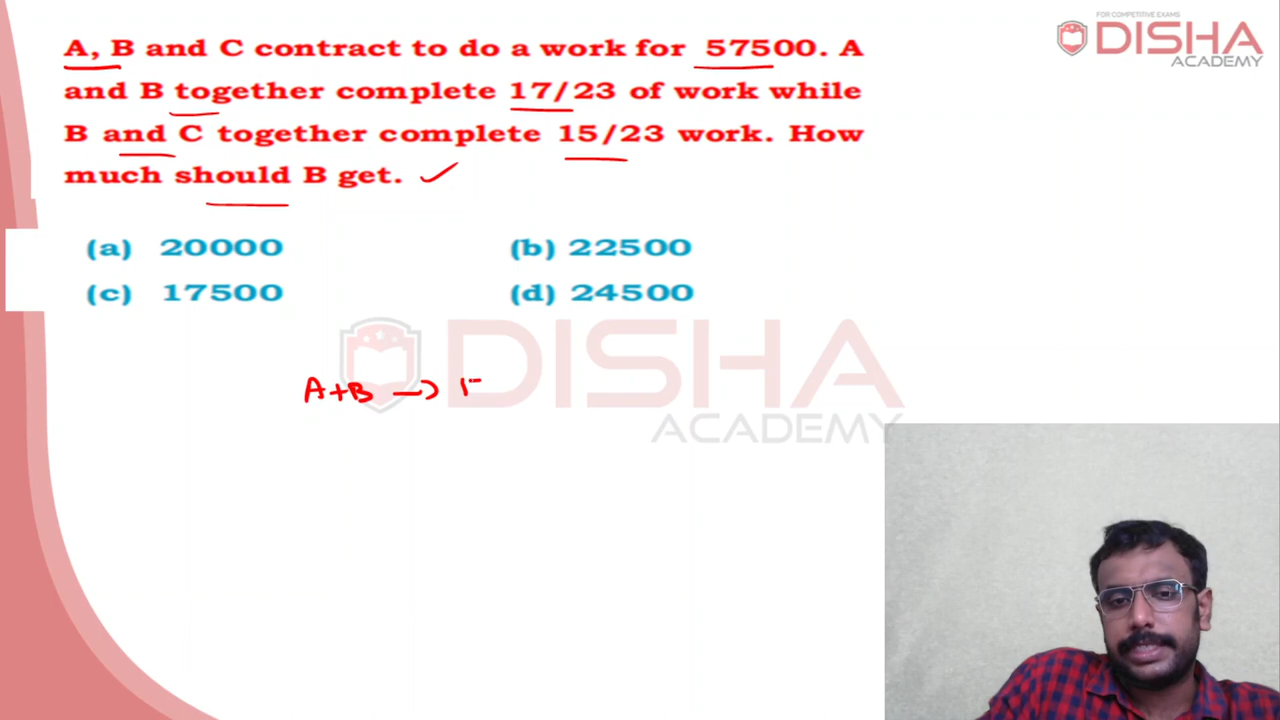 FOR COMPETITIVE EXAMS
DISHA
ACADEMY
A, B and C contract to do a work for 57500. A
and B together complete 17/23 of work while
B and C together complete 15/23 work. How
much should B get.
(a) 20000 (b) 22500
(c) 17500 (d) 24500
DISHA
ACADEMY
A+B →